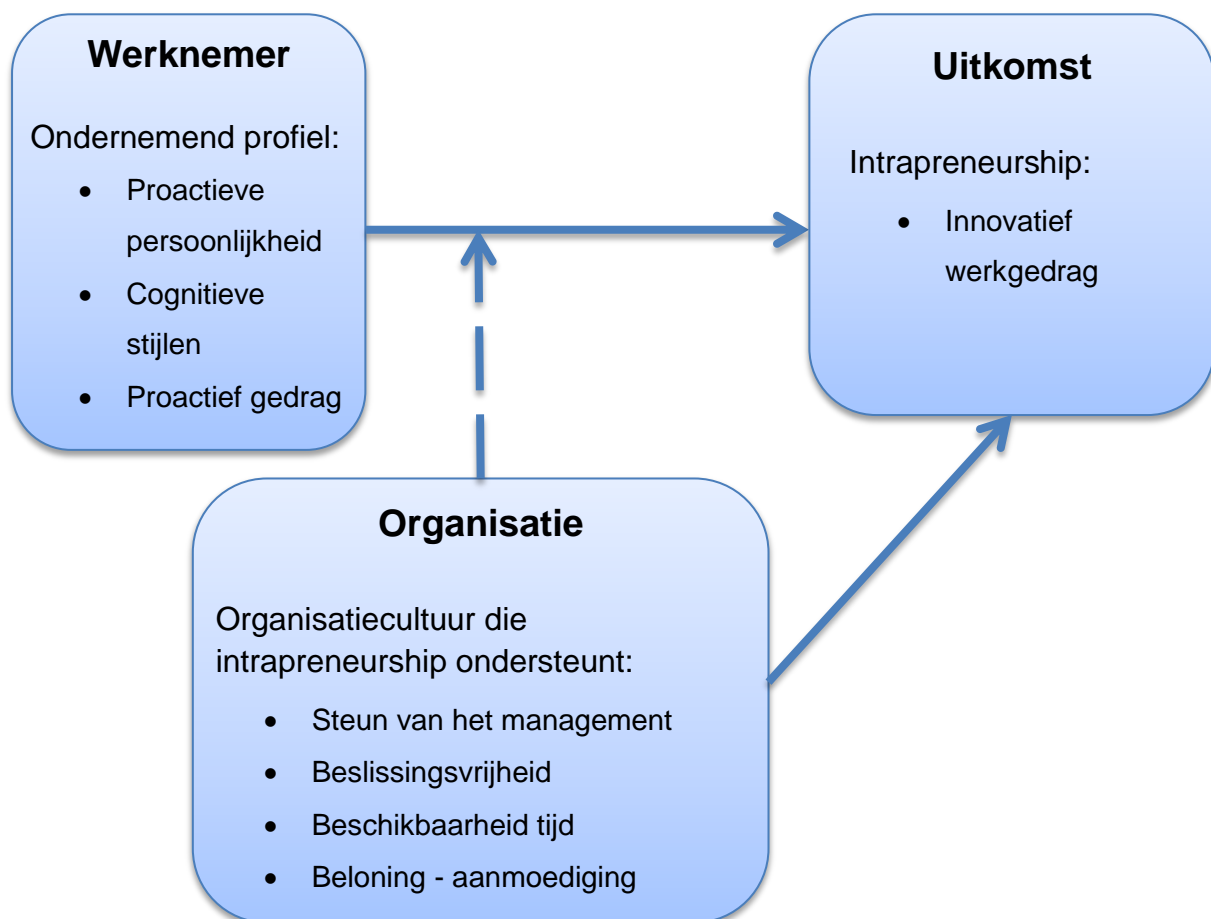 Werknemer
Ondernemend profiel:
• Proactieve
persoonlijkheid
• Cognitieve
stijlen
• Proactief gedrag
Uitkomst
Intrapreneurship:
• Innovatief
werkgedrag
Organisatie
Organisatiecultuur die
intrapreneurship ondersteunt:
• Steun van het management
• Beslissingsvrijheid
• Beschikbaarheid tijd
• Beloning - aanmoediging